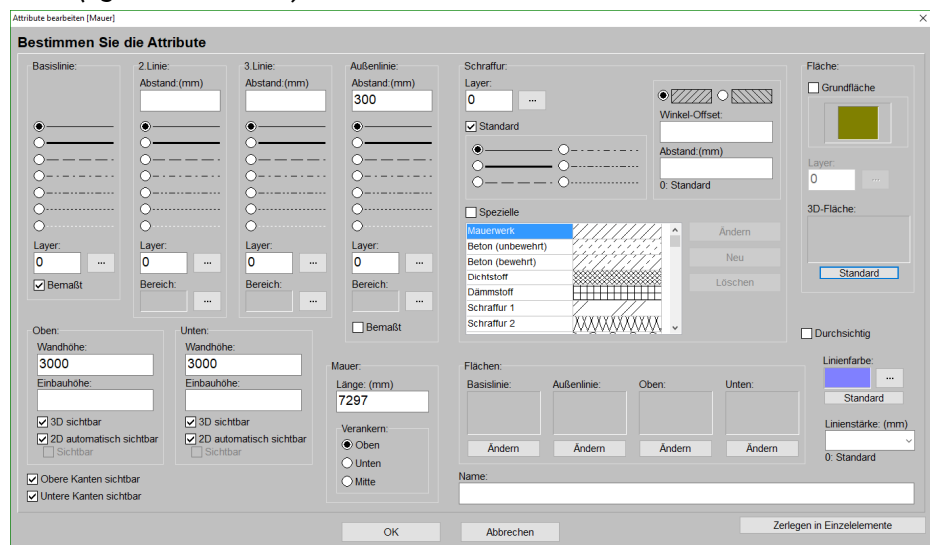 Attribute bearbeiten [Mauer]
Bestimmen Sie die Attribute
Basislinie:
Layer:
0
...
Bemaßt
2.Linie:
Abstand:(mm)
Layer:
0
...
Bereich:
...
3.Linie:
Abstand:(mm)
Layer:
0
...
Bereich:
...
Außenlinie:
Abstand:(mm)
300
Layer:
0
...
Bereich:
...
Bemaßt
Schraffur:
Layer:
0
...
Standard
Winkel-Offset:
Abstand:(mm)
0: Standard
Spezielle
Mauerwerk
Beton (unbewehrt)
Beton (bewehrt)
Dichtstoff
Dämmstoff
Schraffur 1
Schraffur 2
Ändern
Neu
Löschen
Fläche:
Grundfläche
Layer:
0
...
3D-Fläche:
Standard
Durchsichtig
Oben:
Wandhöhe:
3000
Einbauhöhe:
3D sichtbar
2D automatisch sichtbar
Sichtbar
Unten:
Wandhöhe:
3000
Einbauhöhe:
3D sichtbar
2D automatisch sichtbar
Sichtbar
Obere Kanten sichtbar
Untere Kanten sichtbar
Mauer:
Länge: (mm)
7297
Verankern:
Oben
Unten
Mitte
Flächen:
Basislinie:
Außenlinie:
Oben:
Unten:
Ändern
Ändern
Ändern
Ändern
Name:
Linienfarbe:
...
Standard
Linienstärke: (mm)
0: Standard
OK
Abbrechen
Zerlegen in Einzelelemente